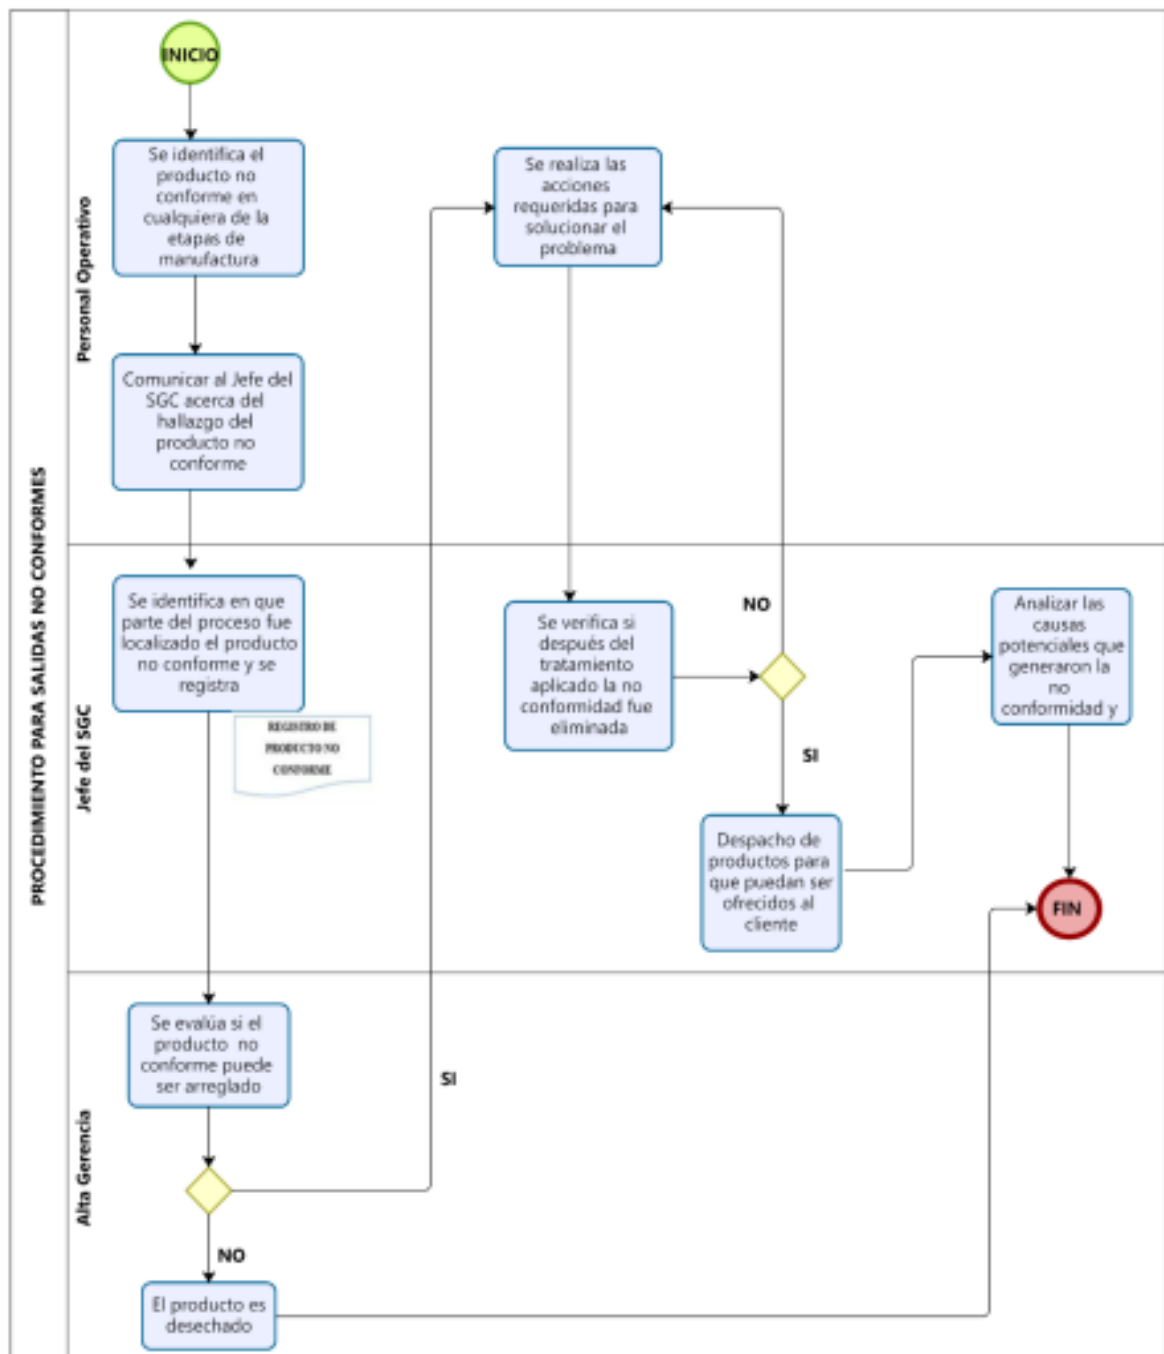 PROCEDIMIENTO PARA SALIDAS NO CONFORMES
Personal Operativo
INICIO
Se identifica el
producto no
conforme en
cualquiera de la
etapas de
manufactura
Comunicar al Jefe del
SGC acerca del
hallazgo del
producto no
conforme
Se realiza las
acciones
requeridas para
solucionar el
problema
Jefe del SGC
Se identifica en que
parte del proceso fue
localizado el producto
no conforme y se
registra
REGISTRO DE
PRODUCTO NO
CONFORME
Se verifica si
después del
tratamiento
aplicado la no
conformidad fue
eliminada
NO
SI
Despacho de
productos para
que puedan ser
ofrecidos al
cliente
Analizar las
causas
potenciales que
generaron la
no
conformidad y
FIN
Alta Gerencia
Se evalúa si el
producto no
conforme puede
ser arreglado
SI
NO
El producto es
desechado